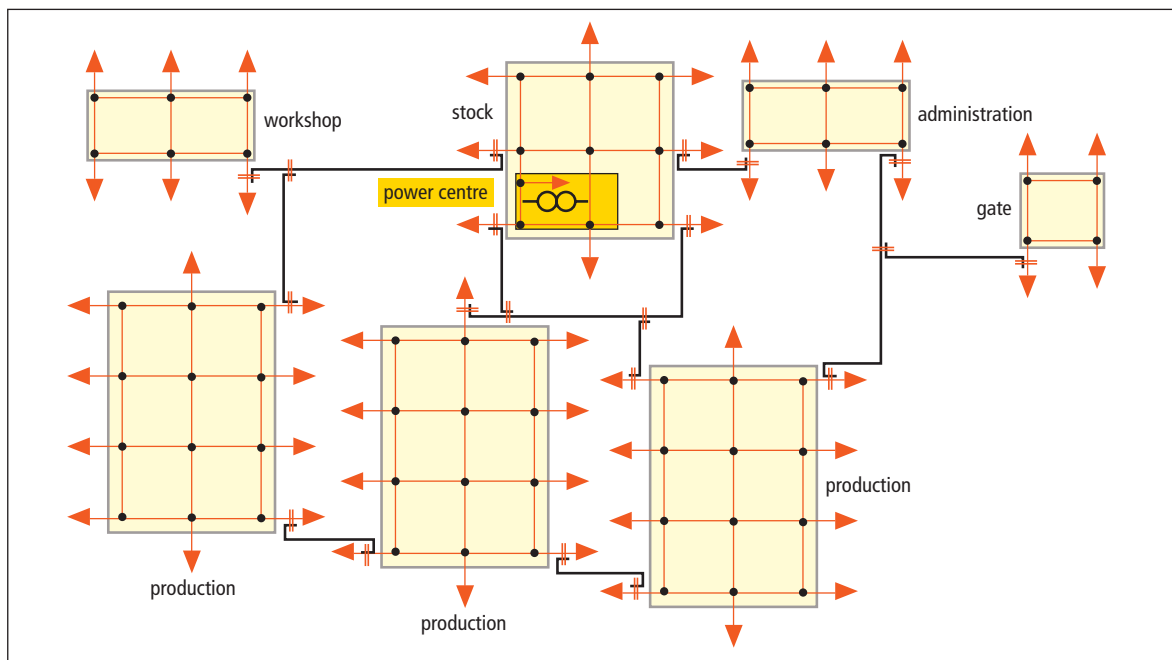 workshop
stock
administration
power centre
gate
production
production
production